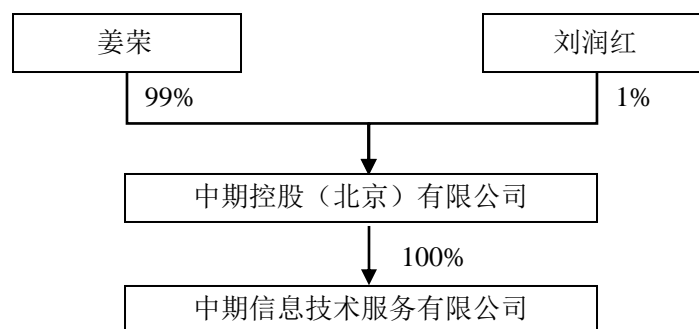 姜荣
刘润红
99%
1%
中期控股（北京）有限公司
100%
中期信息技术服务有限公司